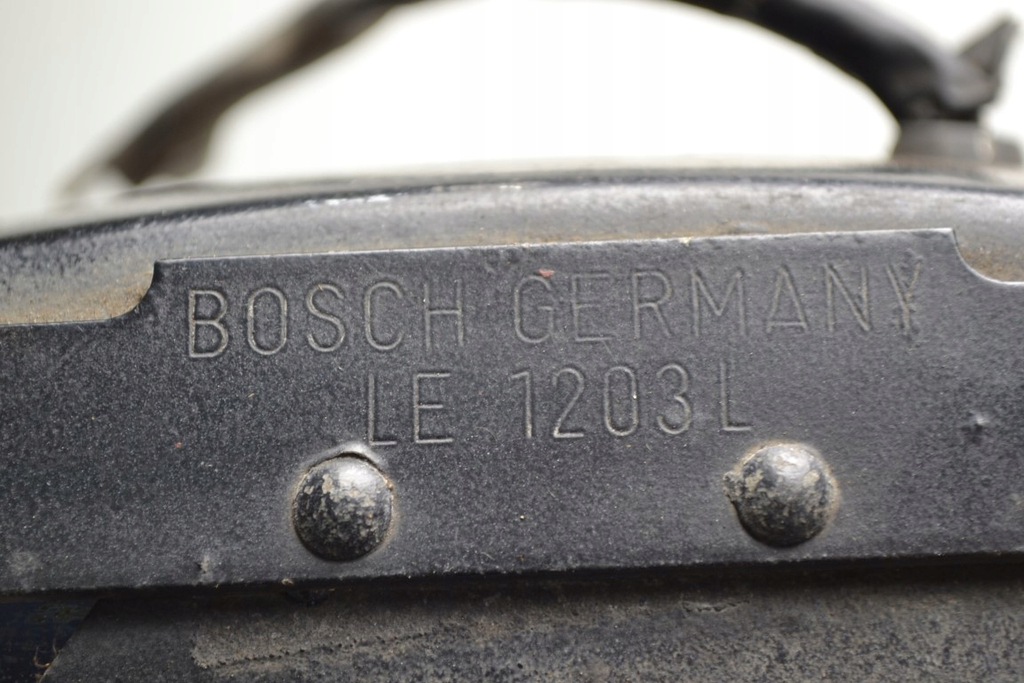 BOSCH GERMANY
LE 1203 L